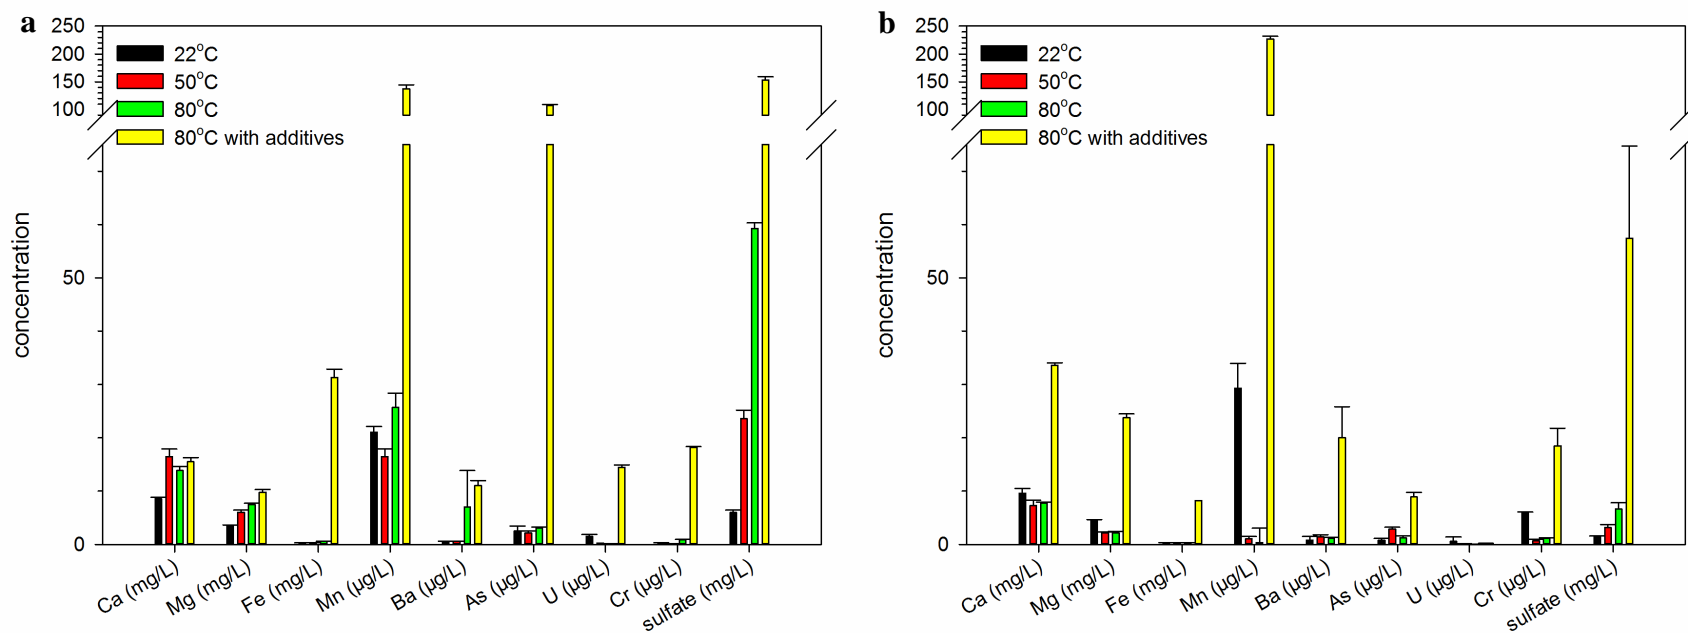 a
250
200
150
100
50
0
concentration
22°C
50°C
80°C
80°C with additives
Ca (mg/L)
Mg (mg/L)
Fe (mg/L)
Mn (µg/L)
Ba (µg/L)
As (µg/L)
U (µg/L)
Cr (µg/L)
sulfate (mg/L)
b
250
200
150
100
50
0
concentration
22°C
50°C
80°C
80°C with additives
Ca (mg/L)
Mg (mg/L)
Fe (mg/L)
Mn (µg/L)
Ba (µg/L)
As (µg/L)
U (µg/L)
Cr (µg/L)
sulfate (mg/L)